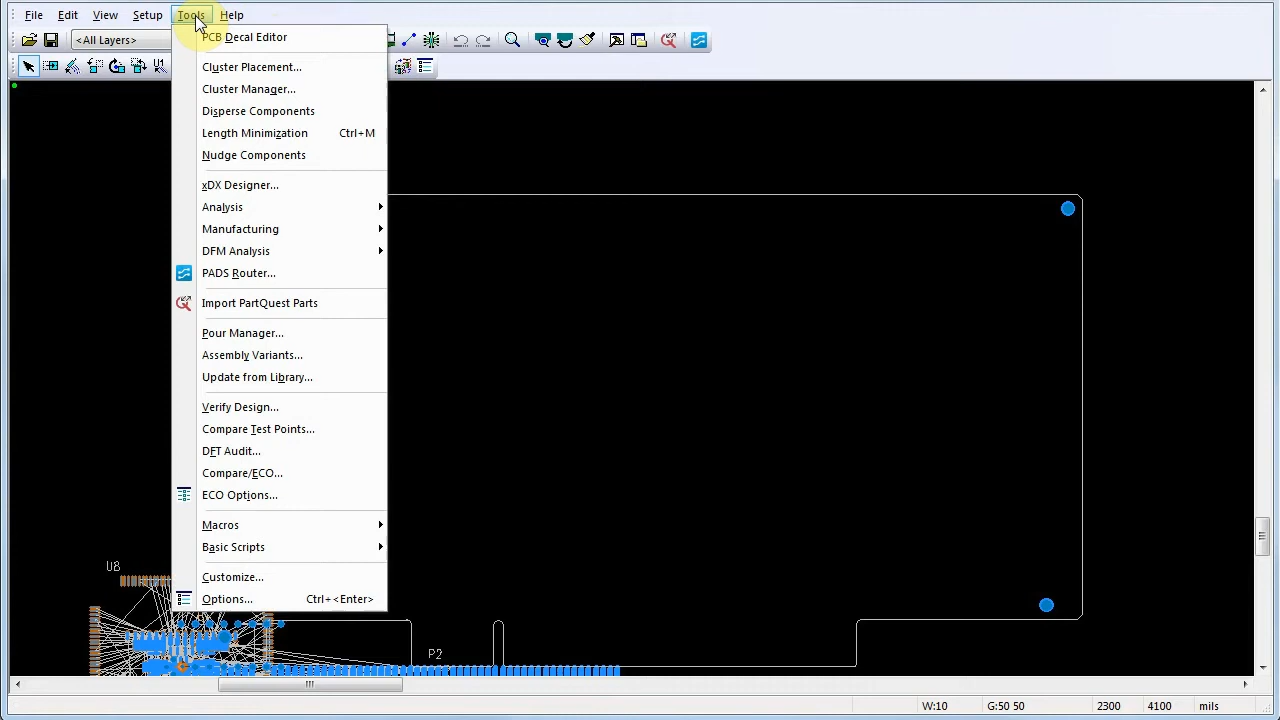 File Edit View Setup Tools Help
<All Layers>
PCB Decal Editor
Cluster Placement...
Cluster Manager...
Disperse Components
Length Minimization Ctrl+M
Nudge Components
xDX Designer...
Analysis
Manufacturing
DFM Analysis
PADS Router...
Import PartQuest Parts
Pour Manager...
Assembly Variants...
Update from Library...
Verify Design...
Compare Test Points...
DFT Audit...
Compare/ECO...
ECO Options...
Macros
Basic Scripts
Customize...
Options... Ctrl+<Enter>
U8
P2
W:10 G:50 50 2300 4100 mils